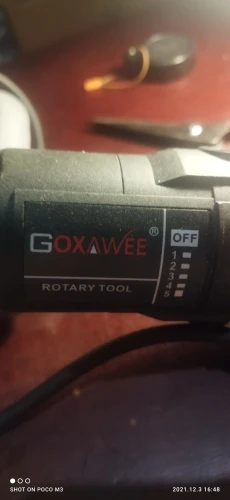 GOXAWEE®
OFF
1
2
3
4
5
ROTARY TOOL
SHOT ON POCO M3
2021.12.3 16:48